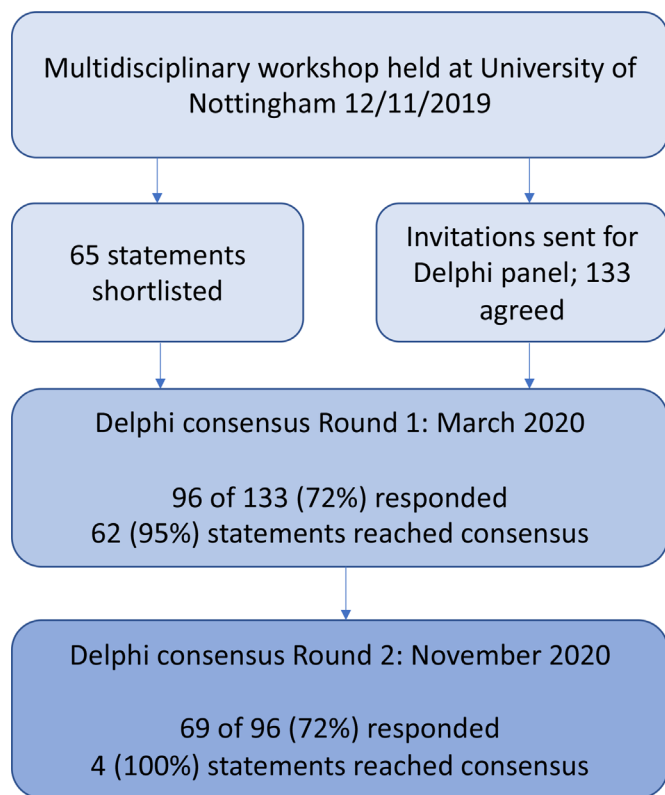 Multidisciplinary workshop held at University of
Nottingham 12/11/2019
65 statements
shortlisted
Invitations sent for
Delphi panel; 133
agreed
Delphi consensus Round 1: March 2020
96 of 133 (72%) responded
62 (95%) statements reached consensus
Delphi consensus Round 2: November 2020
69 of 96 (72%) responded
4 (100%) statements reached consensus